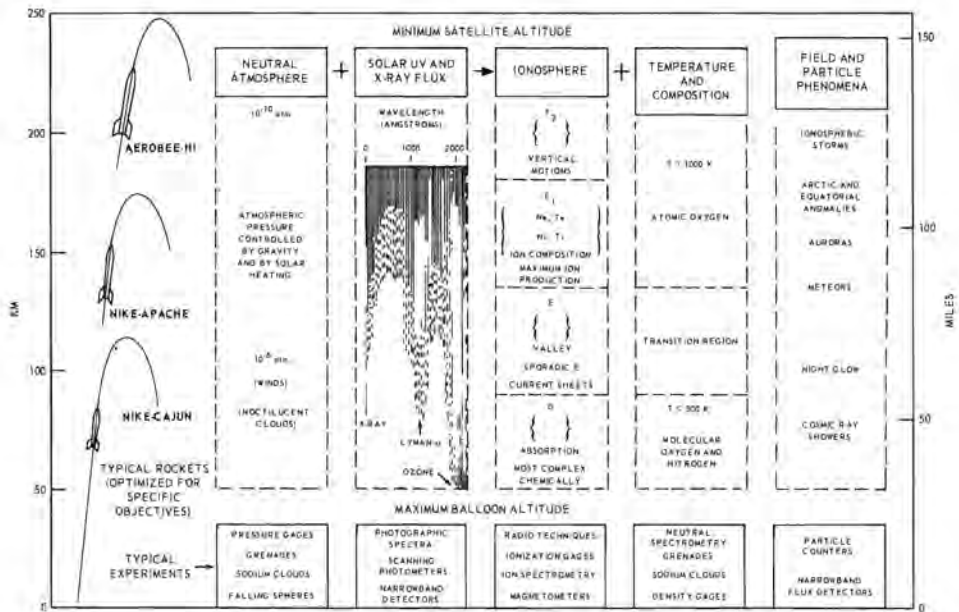 MINIMUM SATELLITE ALTITUDE
250
200
150
100
50
0
KM
150
100
50
0
MILES
AEROBEE-HI
NIKE-APACHE
NIKE-CAJUN
TYPICAL ROCKETS
(OPTIMIZED FOR
SPECIFIC
OBJECTIVES)
TYPICAL
EXPERIMENTS
NEUTRAL
ATMOSPHERE
+
SOLAR UV AND
X-RAY FLUX
IONOSPHERE
+
TEMPERATURE
AND
COMPOSITION
FIELD AND
PARTICLE
PHENOMENA
ATMOSPHERIC
PRESSURE
CONTROLLED
BY GRAVITY
AND BY SOLAR
HEATING
(WINDS)
CLOUDS)
WAVELENGTH
(ANGSTROMS)
0
1000
2000
X-RAY
OZONE
VERTICAL
MOTIONS
ION COMPOSITION
MAXIMUM ION
PRODUCTION
E
VALLEY
SPORADIC E
CURRENT SHEETS
D
ABSORPTION
MOST COMPLEX
CHEMICALLY
ATOMIC OXYGEN
TRANSITION REGION
MOLECULAR
OXYGEN AND
NITROGEN
IONOSPHERIC
STORMS
ARCTIC AND
EQUATORIAL
ANOMALIES
AURORAS
METEORS
NIGHT GLOW
COSMIC RAY
SHOWERS
MAXIMUM BALLOON ALTITUDE
PRESSURE GAGES
GRENADES
SODIUM CLOUDS
FALLING SPHERES
PHOTOGRAPHIC
SPECTRA
SCANNING
PHOTOMETERS
NARROWBAND
DETECTORS
RADIO TECHNIQUES
IONIZATION GAGES
ION SPECTROMETRY
MAGNETOMETERS
NEUTRAL
SPECTROMETRY
GRENADES
SODIUM CLOUDS
DENSITY GAGES
PARTICLE
COUNTERS
NARROWBAND
FLUX DETECTORS